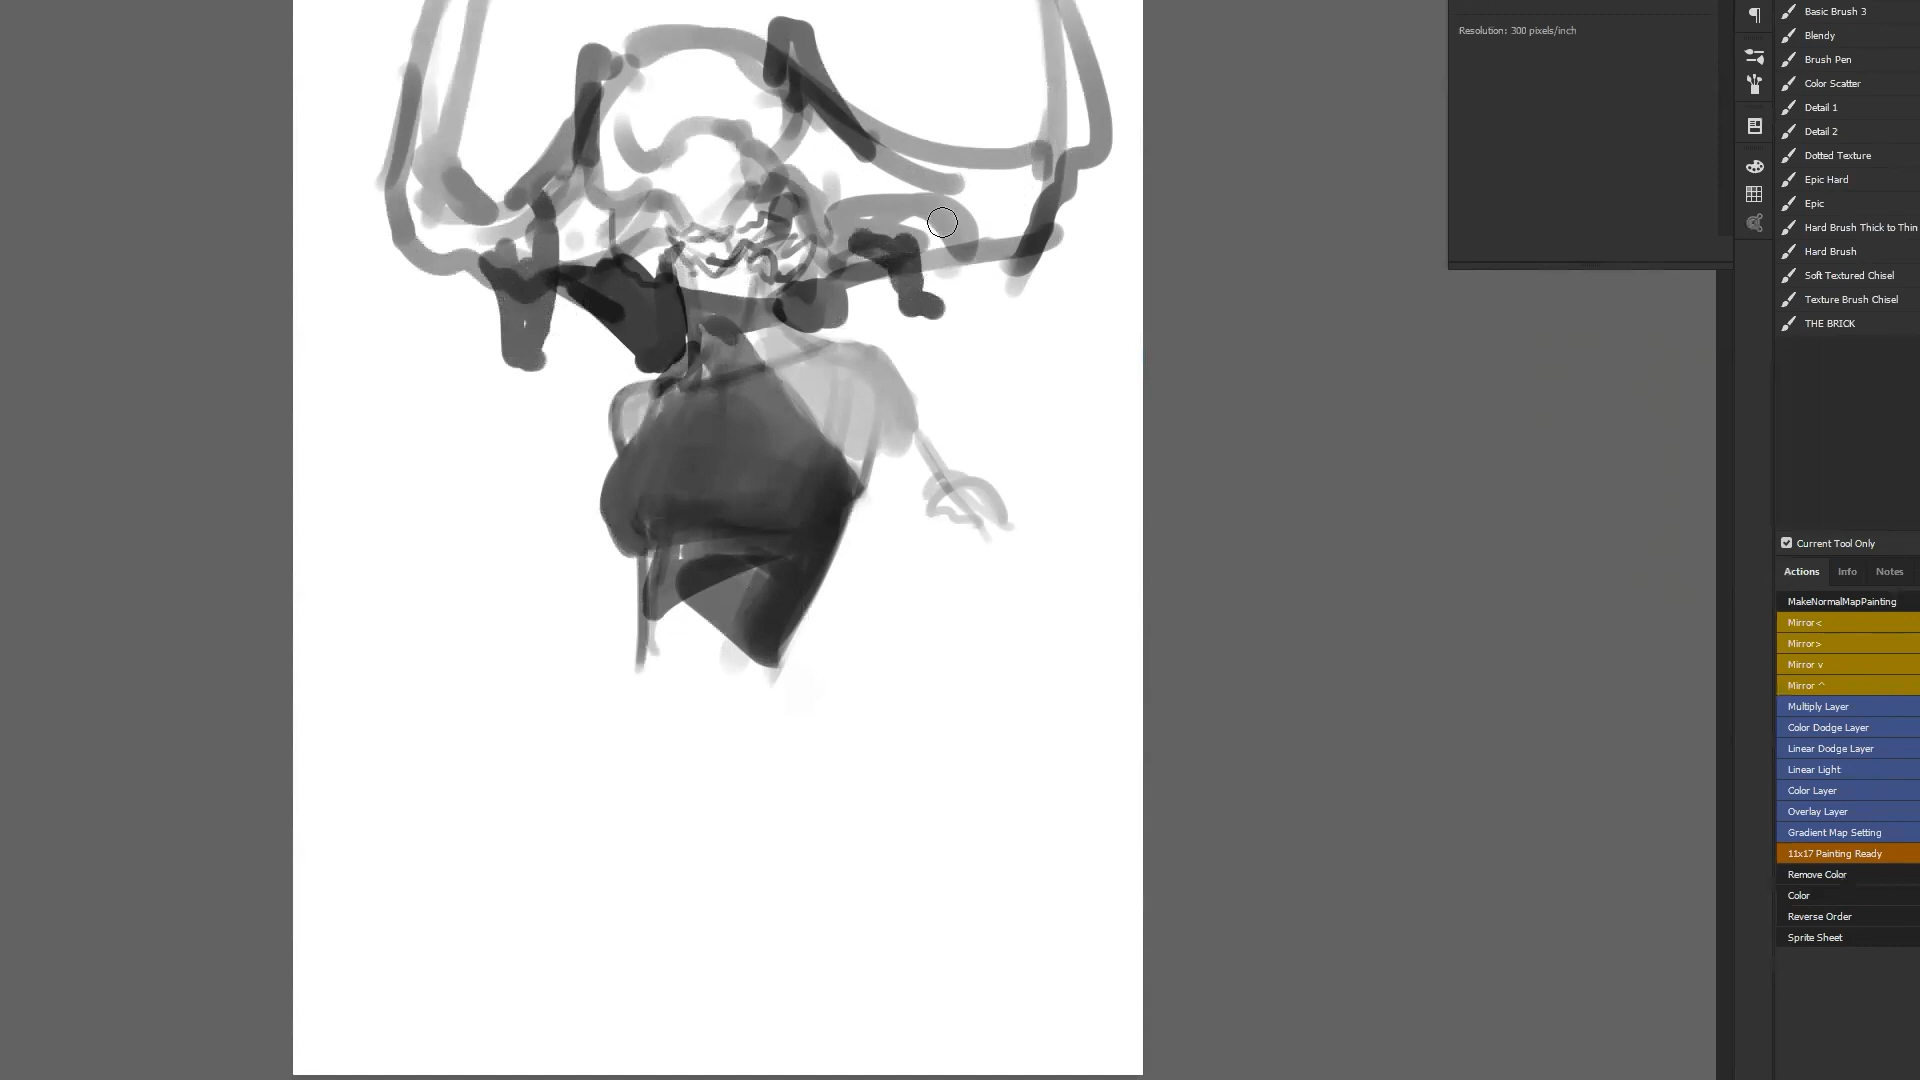 Resolution: 300 pixels/inch
Basic Brush 3
Blendy
Brush Pen
Color Scatter
Detail 1
Detail 2
Dotted Texture
Epic Hard
Epic
Hard Brush Thick to Thin
Hard Brush
Soft Textured Chisel
Texture Brush Chisel
THE BRICK
Current Tool Only
Actions Info Notes
MakeNormalMapPainting
Mirror<
Mirror>
Mirror v
Mirror ^
Multiply Layer
Color Dodge Layer
Linear Dodge Layer
Linear Light
Color Layer
Overlay Layer
Gradient Map Setting
11x17 Painting Ready
Remove Color
Color
Reverse Order
Sprite Sheet